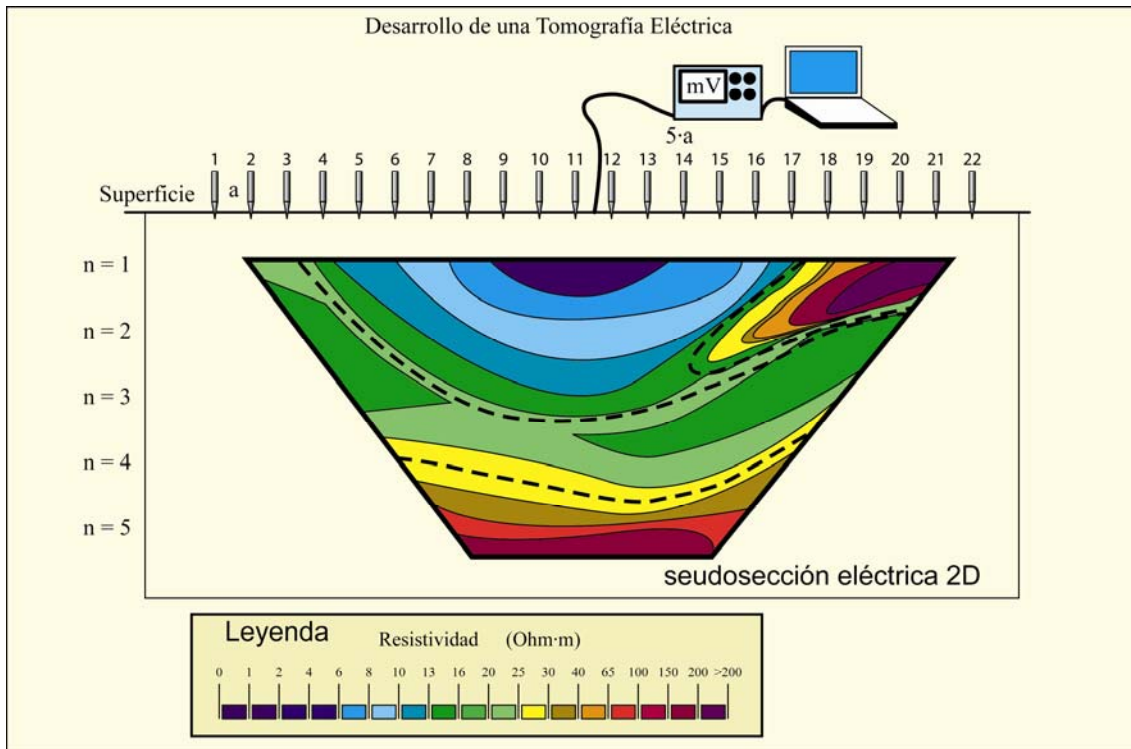 Desarrollo de una Tomografía Eléctrica
mV
5·a
1 2 3 4 5 6 7 8 9 10 11 12 13 14 15 16 17 18 19 20 21 22
Superficie a
n = 1
n = 2
n = 3
n = 4
n = 5
seudosección eléctrica 2D
Leyenda Resistividad (Ohm·m)
0 1 2 4 6 8 10 13 16 20 25 30 40 65 100 150 200 >200